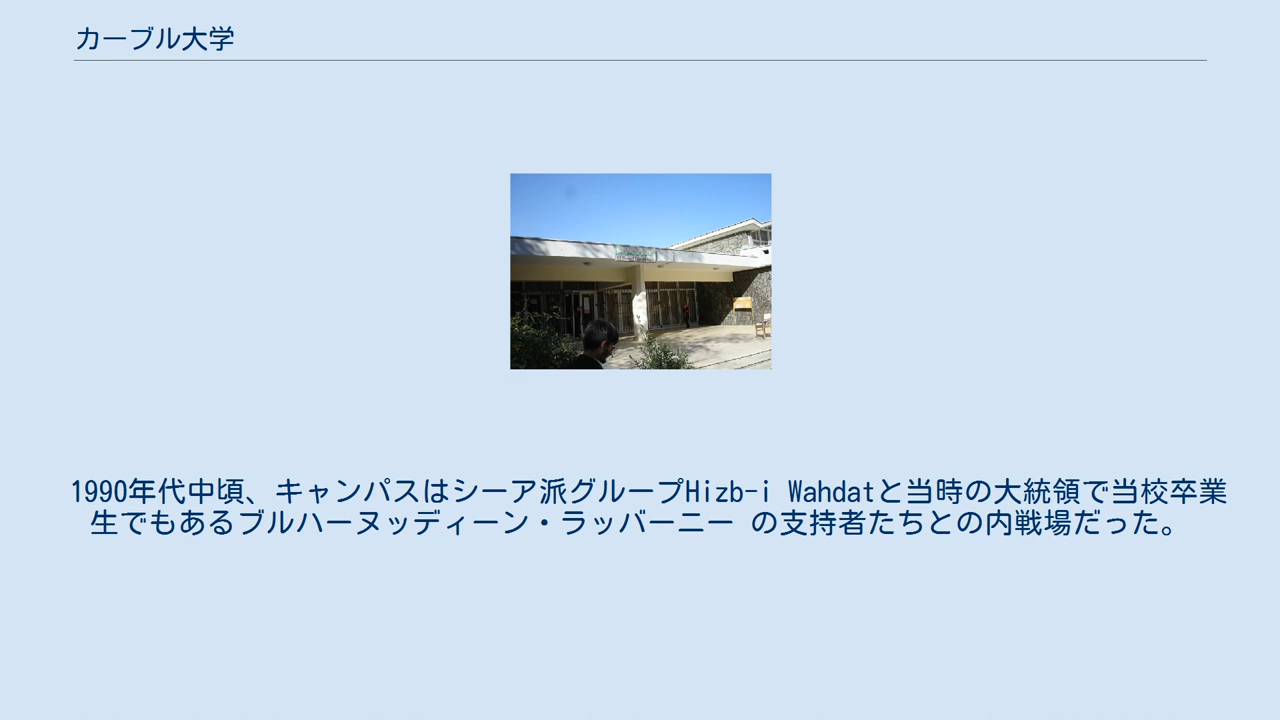 カーブル大学
1990年代中頃、キャンパスはシーア派グループHizb-i Wahdatと当時の大統領で当校卒業
生でもあるブルハーヌッディーン・ラッバーニー の支持者たちとの内戦場だった。